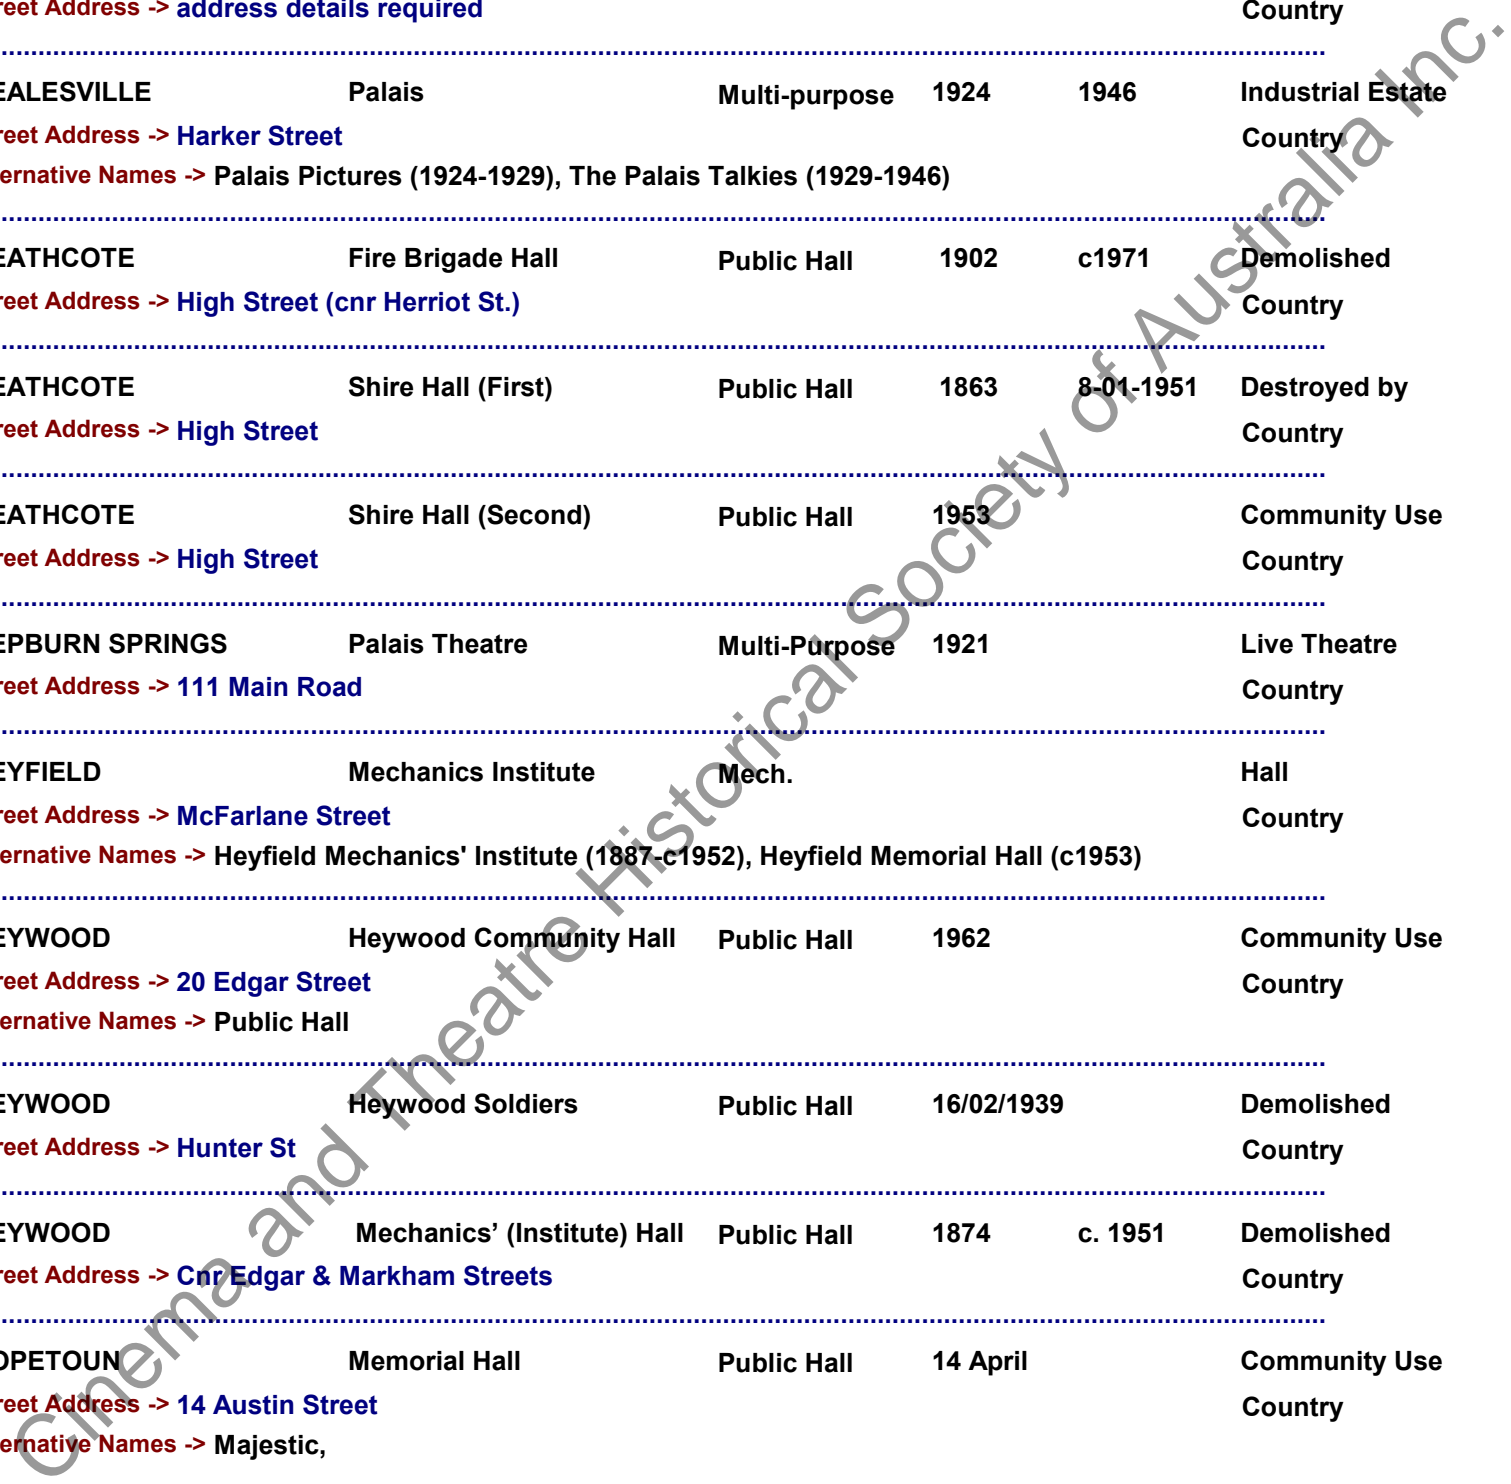 reet Address -> address details required Country
EALESVILLE Palais Multi-purpose 1924 1946 Industrial Estate
reet Address -> Harker Street Country
ernative Names -> Palais Pictures (1924-1929), The Palais Talkies (1929-1946)
EATHCOTE Fire Brigade Hall Public Hall 1902 c1971 Demolished
reet Address -> High Street (cnr Herriot St.) Country
EATHCOTE Shire Hall (First) Public Hall 1863 8-01-1951 Destroyed by
reet Address -> High Street Country
EATHCOTE Shire Hall (Second) Public Hall 1953 Community Use
reet Address -> High Street Country
EPBURN SPRINGS Palais Theatre Multi-Purpose 1921 Live Theatre
reet Address -> 111 Main Road Country
EYFIELD Mechanics Institute Mech. Hall
reet Address -> McFarlane Street Country
ernative Names -> Heyfield Mechanics' Institute (1887-c1952), Heyfield Memorial Hall (c1953)
EYWOOD Heywood Community Hall Public Hall 1962 Community Use
reet Address -> 20 Edgar Street Country
ernative Names -> Public Hall
EYWOOD Heywood Soldiers Public Hall 16/02/1939 Demolished
reet Address -> Hunter St Country
EYWOOD Mechanics’ (Institute) Hall Public Hall 1874 c. 1951 Demolished
reet Address -> Cnr Edgar & Markham Streets Country
OPETOUN Memorial Hall Public Hall 14 April Community Use
reet Address -> 14 Austin Street Country
ernative Names -> Majestic,
Cinema and Theatre Historical Society of Australia Inc.